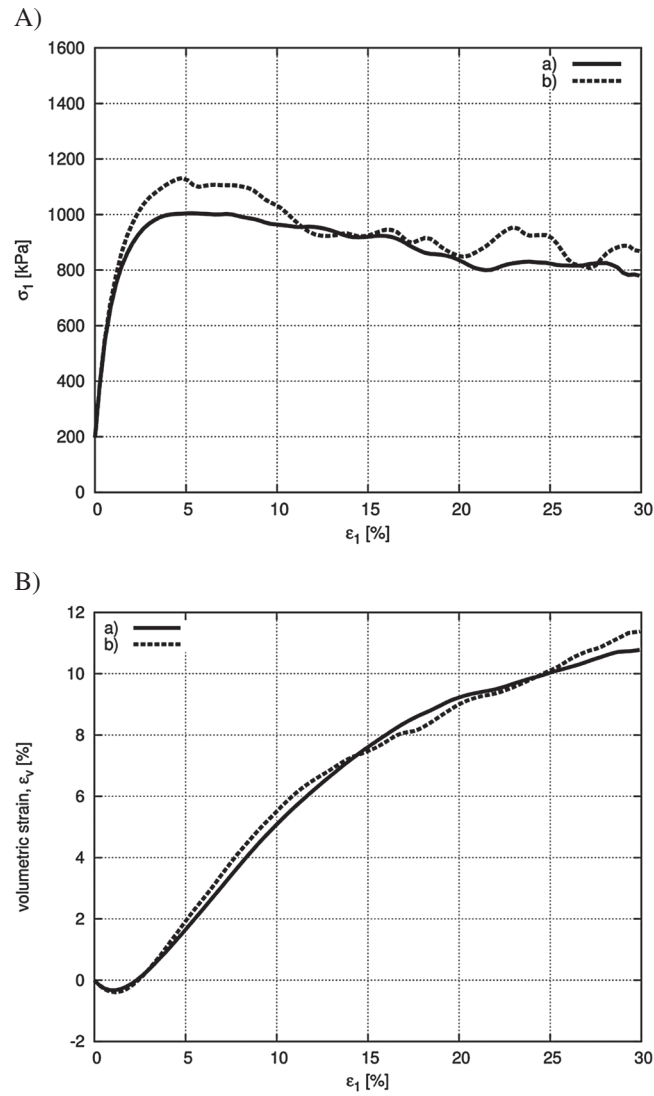 A)
1600
1400
1200
1000
800
600
400
200
0
σ1 [kPa]
a)
b)
0 5 10 15 20 25 30
ε1 [%]
B)
12
10
8
6
4
2
0
-2
volumetric strain, εv [%]
a)
b)
0 5 10 15 20 25 30
ε1 [%]